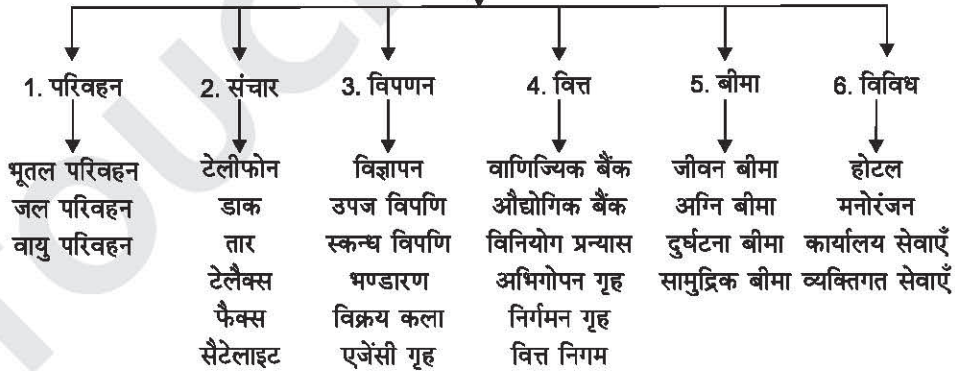 1. परिवहन
भूतल परिवहन
जल परिवहन
वायु परिवहन
2. संचार
टेलीफोन
डाक
तार
टेलैक्स
फैक्स
सैटेलाइट
3. विपणन
विज्ञापन
उपज विपणि
स्कन्ध विपणि
भण्डारण
विक्रय कला
एजेंसी गृह
4. वित्त
वाणिज्यिक बैंक
औद्योगिक बैंक
विनियोग प्रन्यास
अभिगोपन गृह
निर्गमन गृह
वित्त निगम
5. बीमा
जीवन बीमा
अग्नि बीमा
दुर्घटना बीमा
सामुद्रिक बीमा
6. विविध
होटल
मनोरंजन
कार्यालय सेवाएँ
व्यक्तिगत सेवाएँ